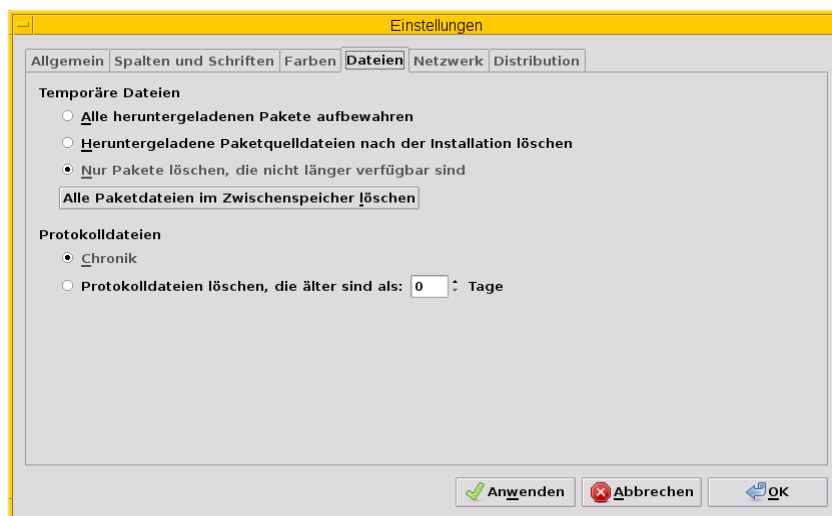 Einstellungen
Allgemein Spalten und Schriften Farben Dateien Netzwerk Distribution
Temporäre Dateien
Alle heruntergeladenen Pakete aufbewahren
Heruntergeladene Paketquelldateien nach der Installation löschen
Nur Pakete löschen, die nicht länger verfügbar sind
Alle Paketdateien im Zwischenspeicher löschen
Protokolldateien
Chronik
Protokolldateien löschen, die älter sind als: 0 Tage
Anwenden Abbrechen OK